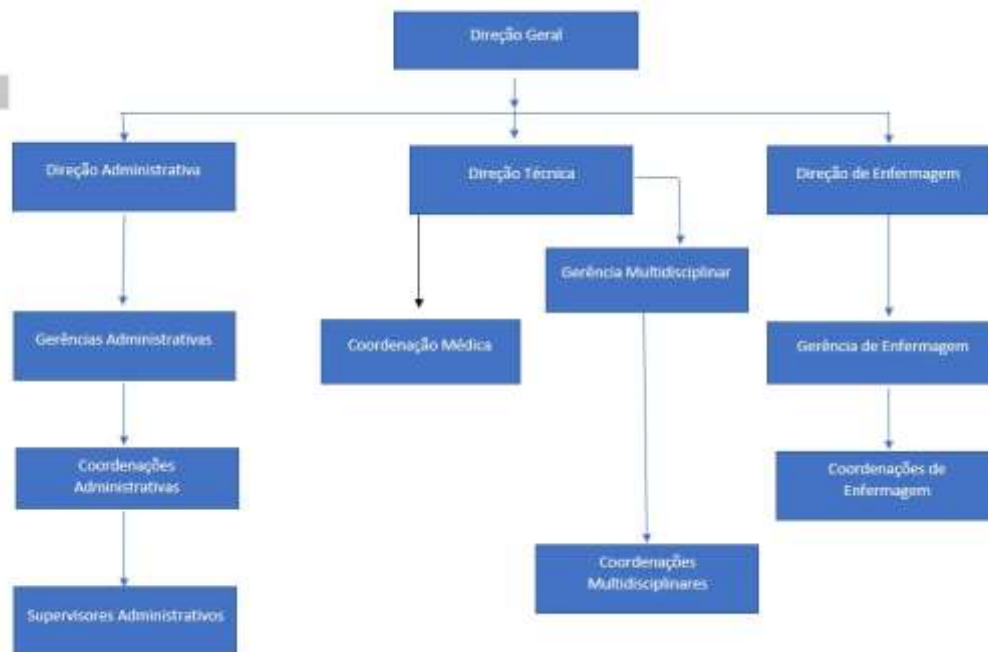 Direção Geral
Direção Administrativa
Direção Técnica
Direção de Enfermagem
Gerência Multidisciplinar
Gerências Administrativas
Coordenação Médica
Gerência de Enfermagem
Coordenações
Administrativas
Coordenações de
Enfermagem
Coordenações
Multidisciplinares
Supervisores Administrativos